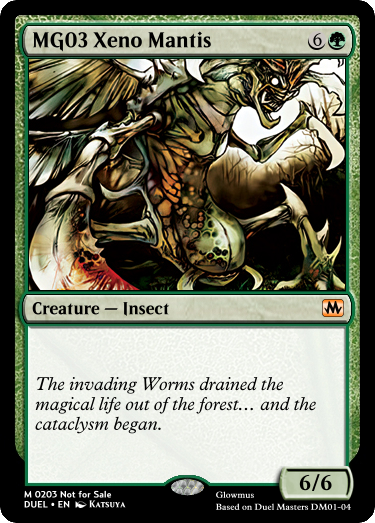 MG03 Xeno Mantis 6
Creature — Insect M
The invading Worms drained the
magical life out of the forest… and the
cataclysm began.
6/6
M 0203 Not for Sale
DUEL • EN Katsuya
Glowmus
Based on Duel Masters DM01-04